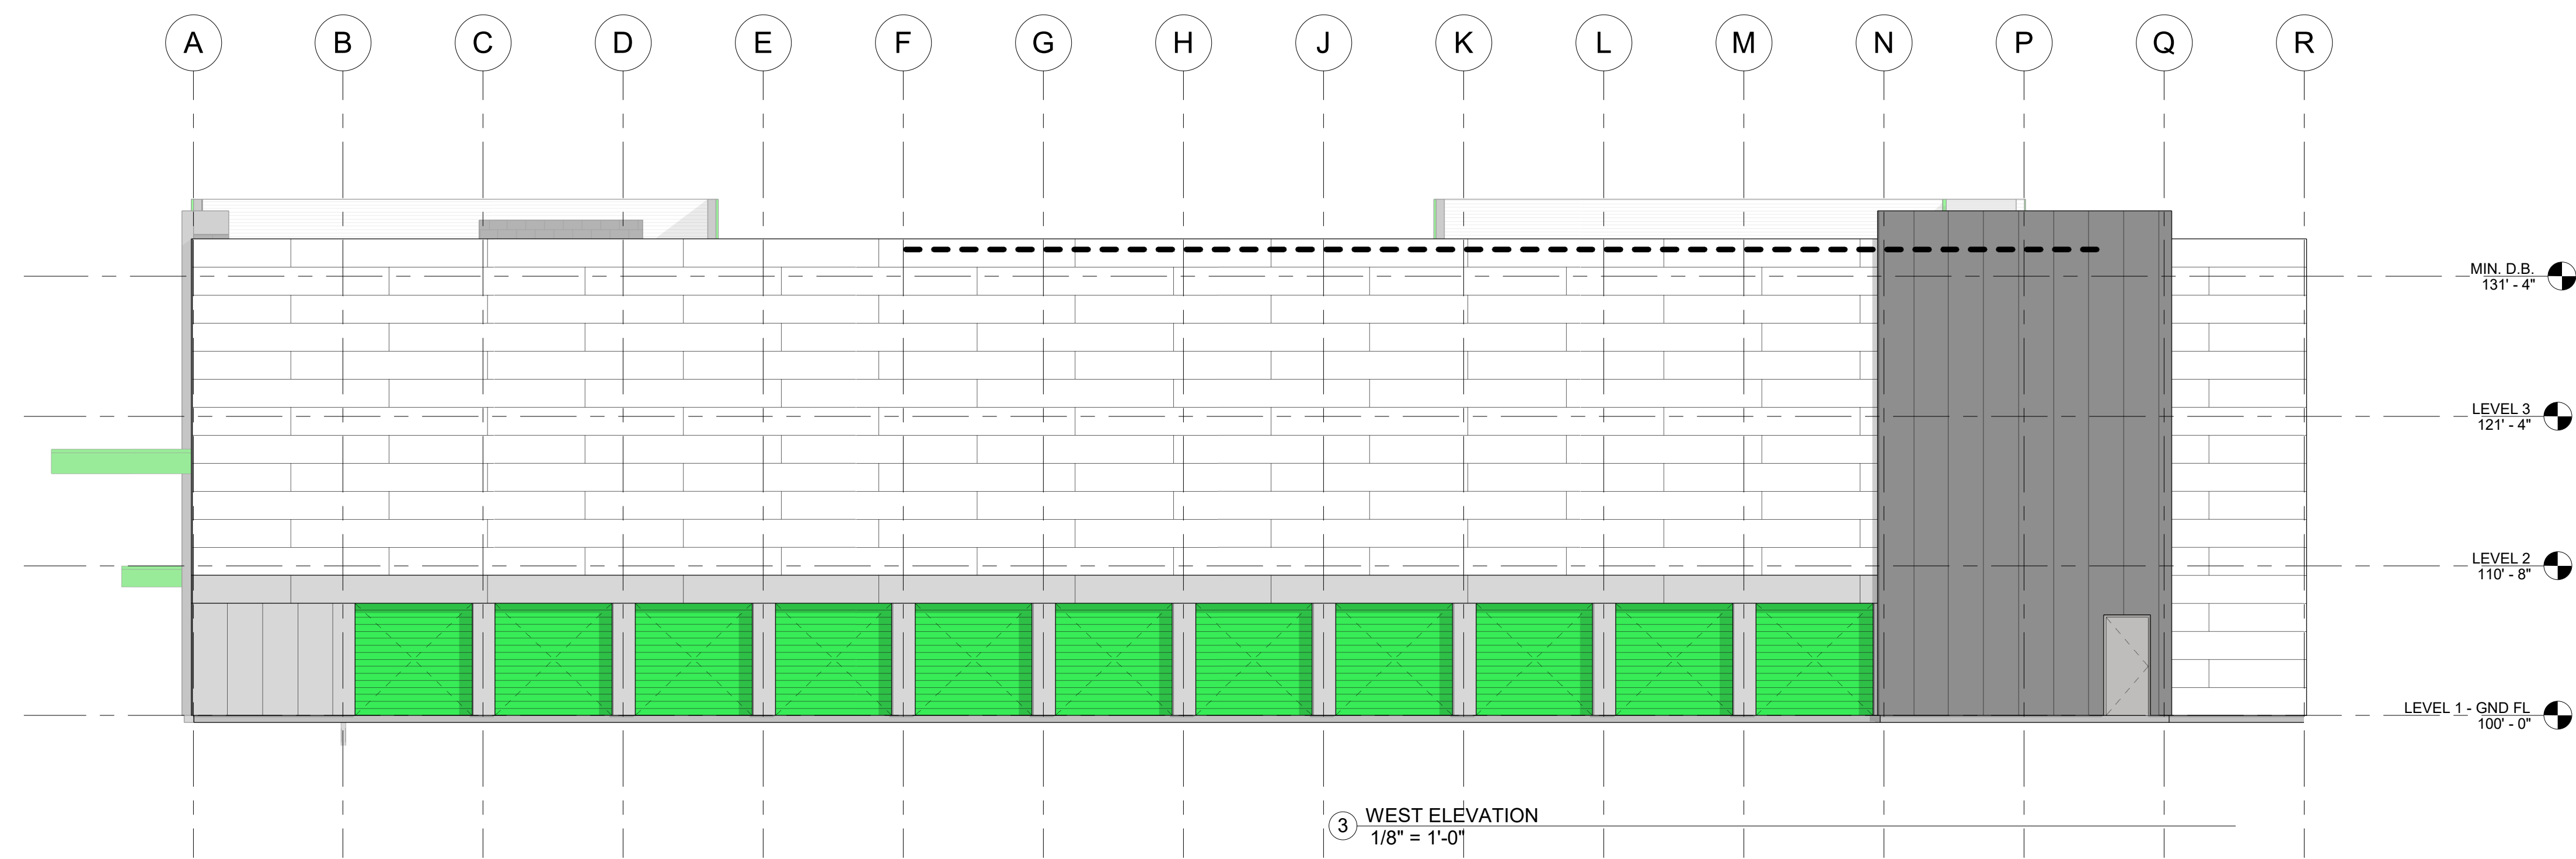 A B C D E F G H J K L M N P Q R
MIN. D.B.
131' - 4"
LEVEL 3
121' - 4"
LEVEL 2
110' - 8"
LEVEL 1 - GND FL
100' - 0"
3 WEST ELEVATION
1/8" = 1'-0"